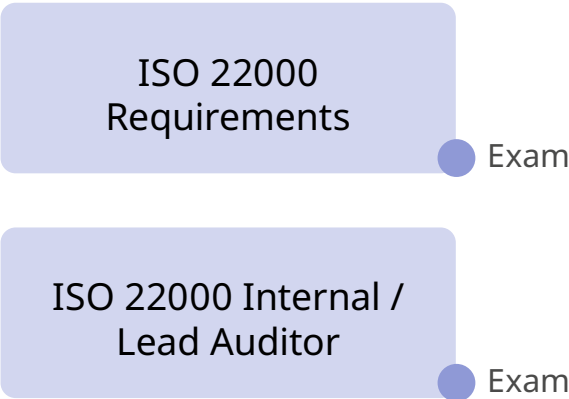 ISO 22000
Requirements
Exam
ISO 22000 Internal /
Lead Auditor
Exam